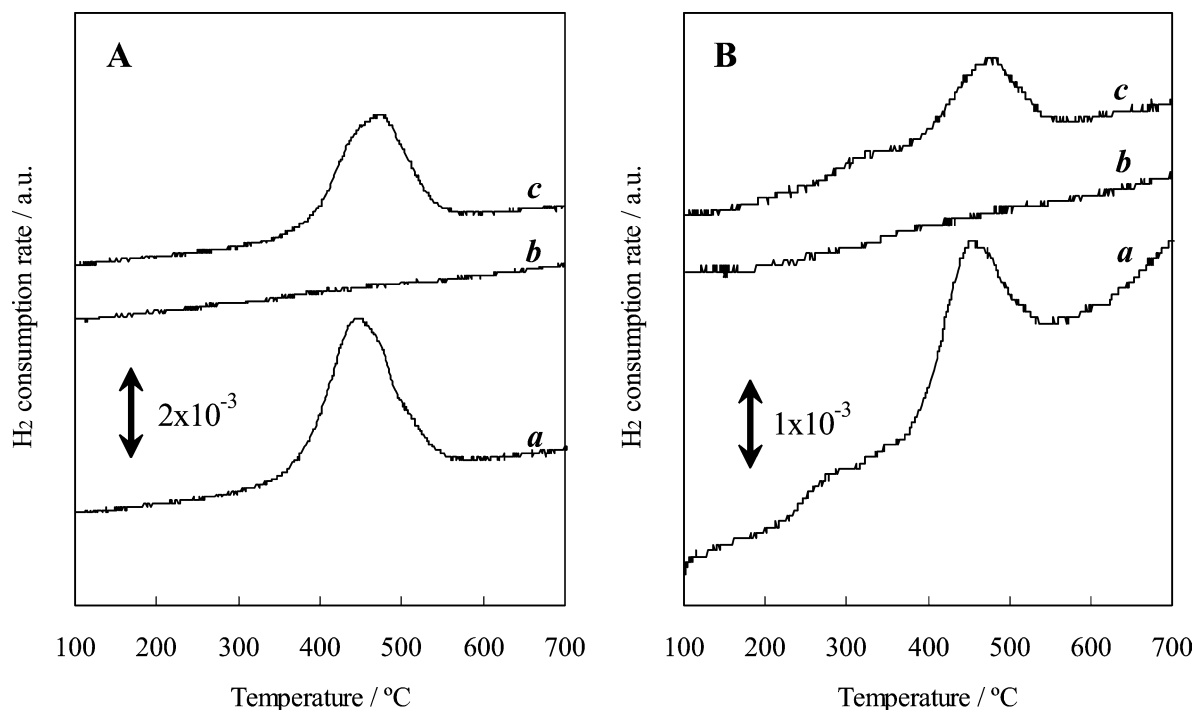 A
c
b
a
2x10⁻³
H₂ consumption rate / a.u.
100 200 300 400 500 600 700
Temperature / ºC
B
c
b
a
1x10⁻³
H₂ consumption rate / a.u.
100 200 300 400 500 600 700
Temperature / ºC